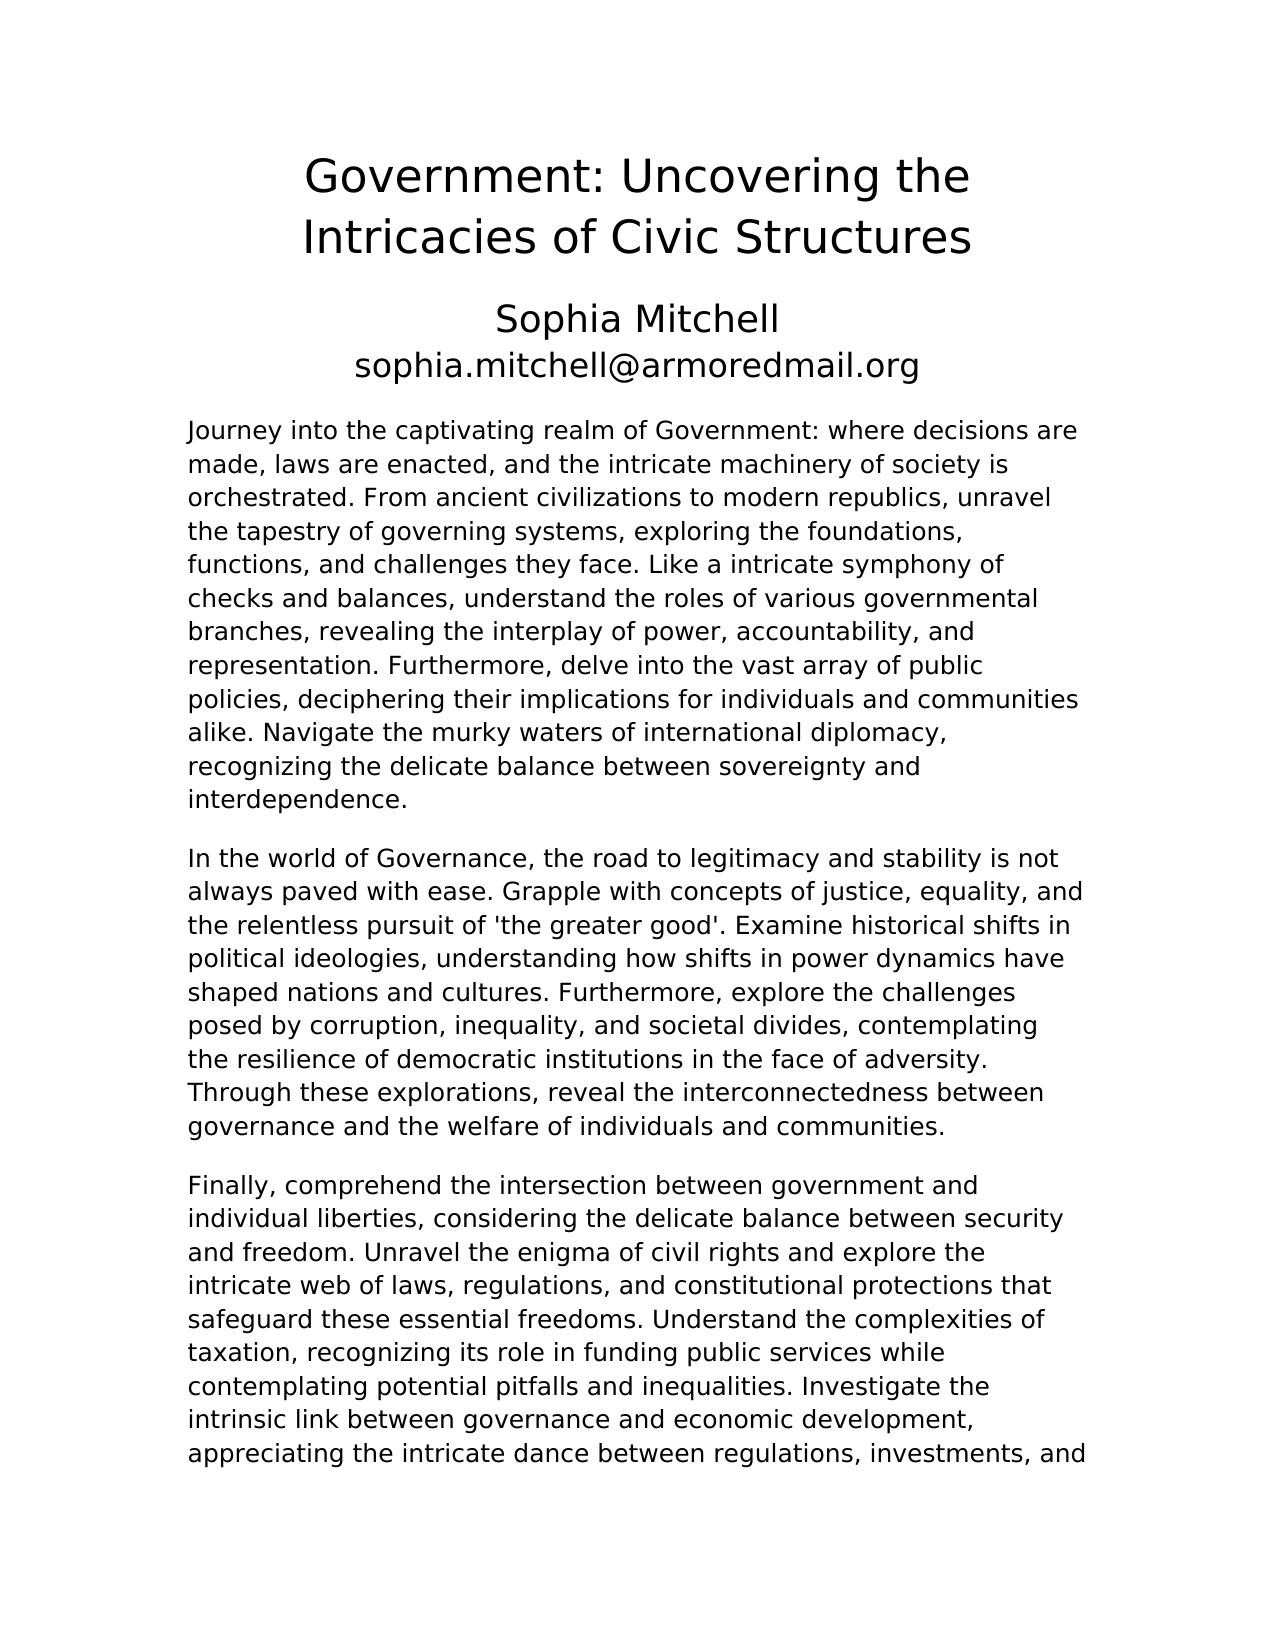 Government: Uncovering the
Intricacies of Civic Structures
Sophia Mitchell
sophia.mitchell@armoredmail.org
Journey into the captivating realm of Government: where decisions are
made, laws are enacted, and the intricate machinery of society is
orchestrated. From ancient civilizations to modern republics, unravel
the tapestry of governing systems, exploring the foundations,
functions, and challenges they face. Like a intricate symphony of
checks and balances, understand the roles of various governmental
branches, revealing the interplay of power, accountability, and
representation. Furthermore, delve into the vast array of public
policies, deciphering their implications for individuals and communities
alike. Navigate the murky waters of international diplomacy,
recognizing the delicate balance between sovereignty and
interdependence.
In the world of Governance, the road to legitimacy and stability is not
always paved with ease. Grapple with concepts of justice, equality, and
the relentless pursuit of 'the greater good'. Examine historical shifts in
political ideologies, understanding how shifts in power dynamics have
shaped nations and cultures. Furthermore, explore the challenges
posed by corruption, inequality, and societal divides, contemplating
the resilience of democratic institutions in the face of adversity.
Through these explorations, reveal the interconnectedness between
governance and the welfare of individuals and communities.
Finally, comprehend the intersection between government and
individual liberties, considering the delicate balance between security
and freedom. Unravel the enigma of civil rights and explore the
intricate web of laws, regulations, and constitutional protections that
safeguard these essential freedoms. Understand the complexities of
taxation, recognizing its role in funding public services while
contemplating potential pitfalls and inequalities. Investigate the
intrinsic link between governance and economic development,
appreciating the intricate dance between regulations, investments, and